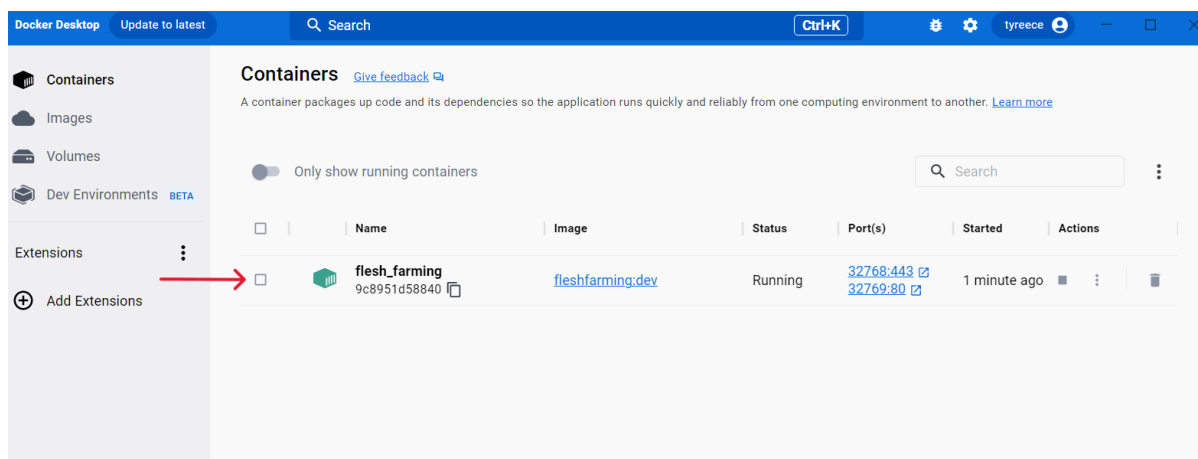 Docker Desktop Update to latest Search Ctrl+K tyreece
Containers
Images
Volumes
Dev Environments BETA
Extensions
Add Extensions
Containers Give feedback
A container packages up code and its dependencies so the application runs quickly and reliably from one computing environment to another. Learn more
Only show running containers Search
Name Image Status Port(s) Started Actions
flesh_farming fleshfarming:dev Running 32768:443 1 minute ago
9c8951d58840 32769:80